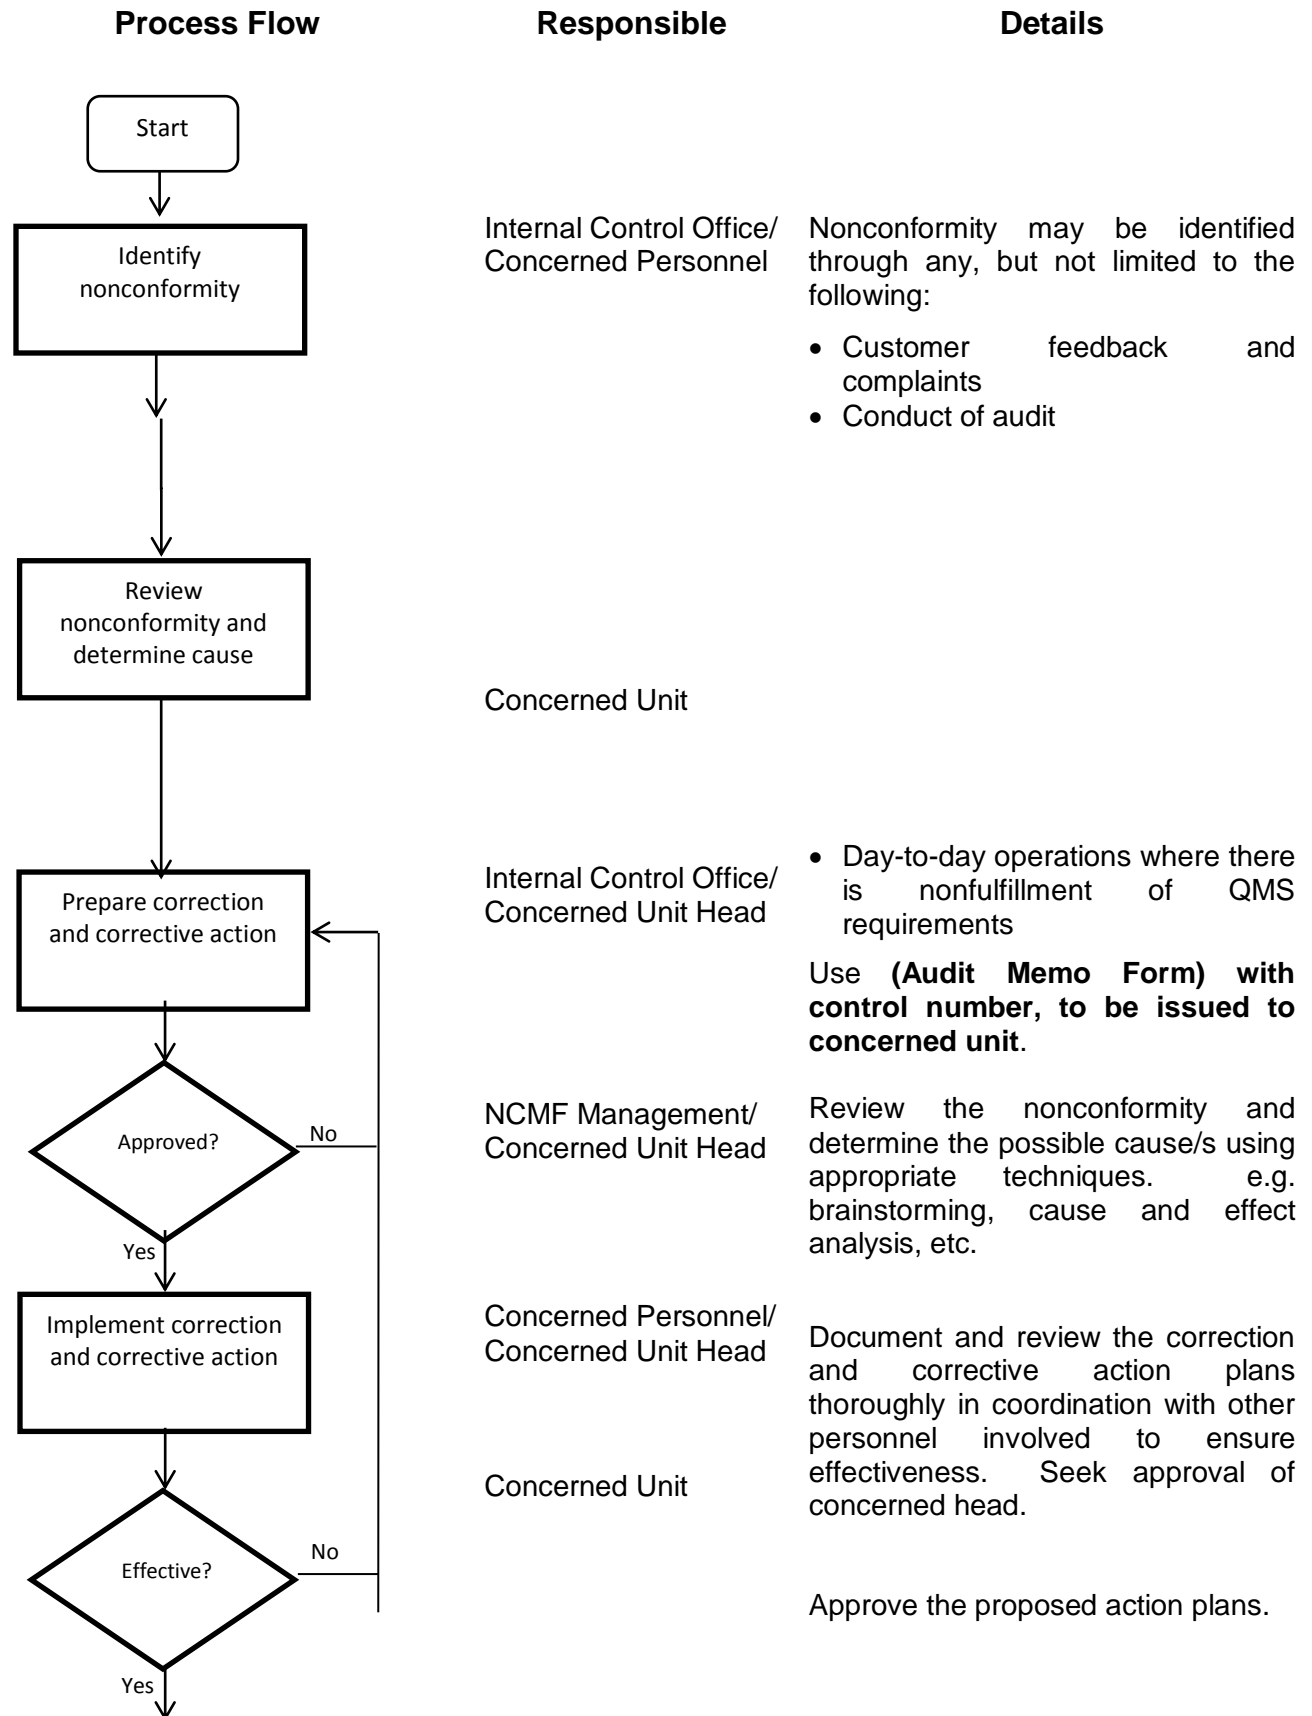 Process Flow
Responsible
Details
Start
Identify
nonconformity
Internal Control Office/
Concerned Personnel
Nonconformity may be identified
through any, but not limited to the
following:
• Customer feedback and
complaints
• Conduct of audit
Review
nonconformity and
determine cause
Concerned Unit
Prepare correction
and corrective action
Internal Control Office/
Concerned Unit Head
• Day-to-day operations where there
is nonfulfillment of QMS
requirements
Use (Audit Memo Form) with
control number, to be issued to
concerned unit.
Approved?
No
Yes
NCMF Management/
Concerned Unit Head
Review the nonconformity and
determine the possible cause/s using
appropriate techniques. e.g.
brainstorming, cause and effect
analysis, etc.
Implement correction
and corrective action
Concerned Personnel/
Concerned Unit Head
Document and review the correction
and corrective action plans
thoroughly in coordination with other
personnel involved to ensure
effectiveness. Seek approval of
concerned head.
Effective?
No
Yes
Concerned Unit
Approve the proposed action plans.